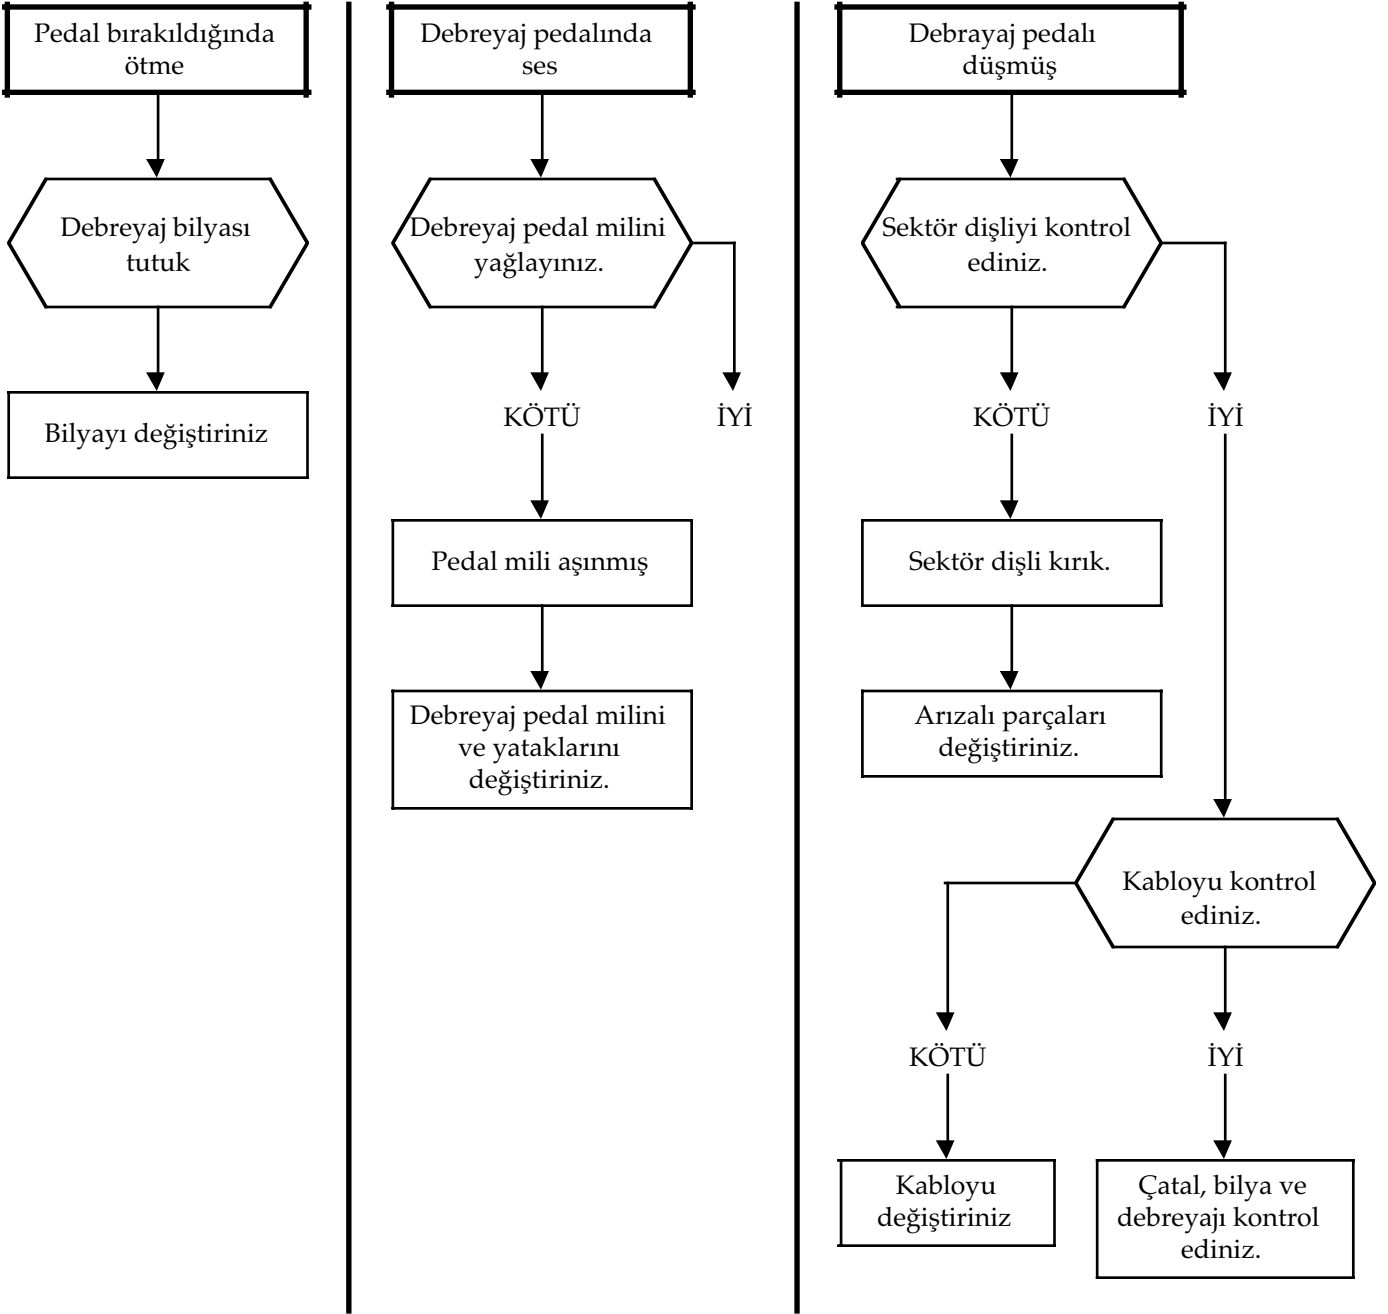 Pedal bırakıldığında
ötme
Debreyaj bilyası
tutuk
Bilyayı değiştiriniz
Debreyaj pedalında
ses
Debreyaj pedal milini
yağlayınız.
KÖTÜ
İYİ
Pedal mili aşınmış
Debreyaj pedal milini
ve yataklarını
değiştiriniz.
Debrayaj pedalı
düşmüş
Sektör dişliyi kontrol
ediniz.
KÖTÜ
İYİ
Sektör dişli kırık.
Arızalı parçaları
değiştiriniz.
Kabloyu kontrol
ediniz.
KÖTÜ
İYİ
Kabloyu
değiştiriniz
Çatal, bilya ve
debreyajı kontrol
ediniz.